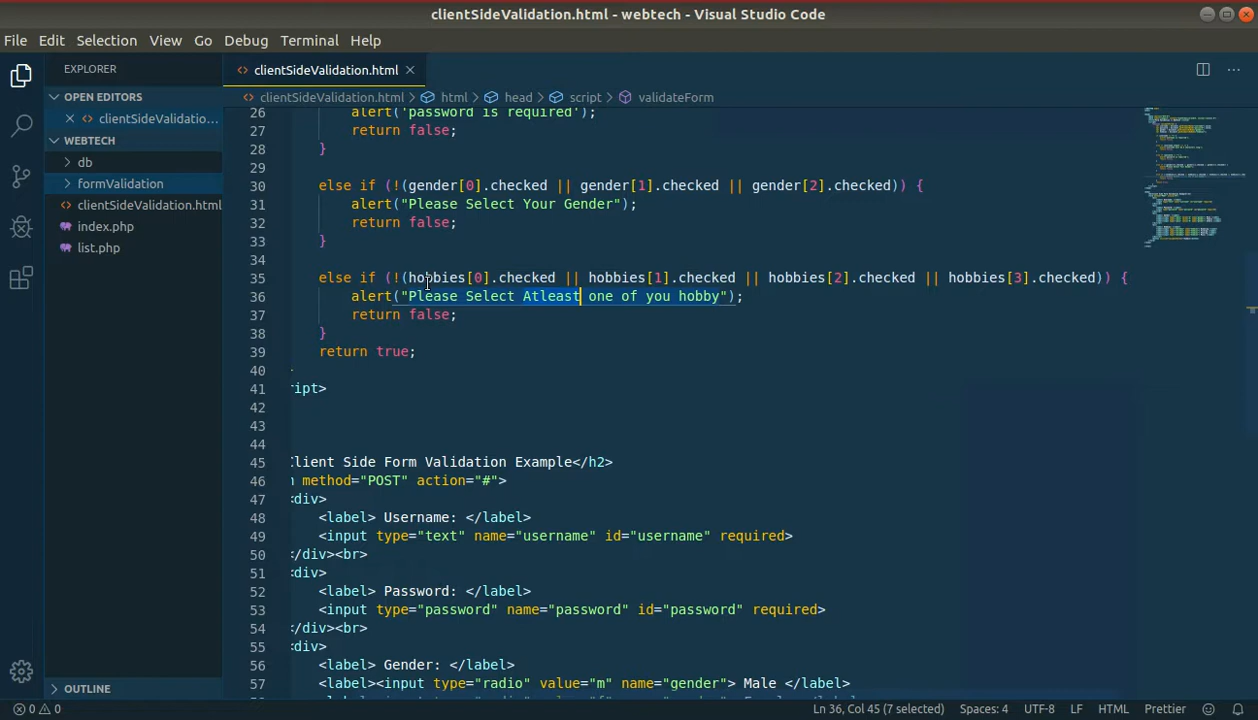 clientSideValidation.html - webtech - Visual Studio Code
File Edit Selection View Go Debug Terminal Help
EXPLORER
clientSideValidation.html
OPEN EDITORS
clientSideValidatio...
WEBTECH
db
formValidation
clientSideValidation.html
index.php
list.php
OUTLINE
clientSideValidation.html > html > head > script > validateForm
26 alert('password is required');
27 return false;
28 }
29
30 else if (!(gender[0].checked || gender[1].checked || gender[2].checked)) {
31 alert("Please Select Your Gender");
32 return false;
33 }
34
35 else if (!(hobbies[0].checked || hobbies[1].checked || hobbies[2].checked || hobbies[3].checked)) {
36 alert("Please Select Atleast one of you hobby");
37 return false;
38 }
39 return true;
40
41 ript>
42
43
44
45 Client Side Form Validation Example</h2>
46 m method="POST" action="#">
47 <div>
48 <label> Username: </label>
49 <input type="text" name="username" id="username" required>
50 </div><br>
51 <div>
52 <label> Password: </label>
53 <input type="password" name="password" id="password" required>
54 </div><br>
55 <div>
56 <label> Gender: </label>
57 <label><input type="radio" value="m" name="gender"> Male </label>
0 0
Ln 36, Col 45 (7 selected) Spaces: 4 UTF-8 LF HTML Prettier